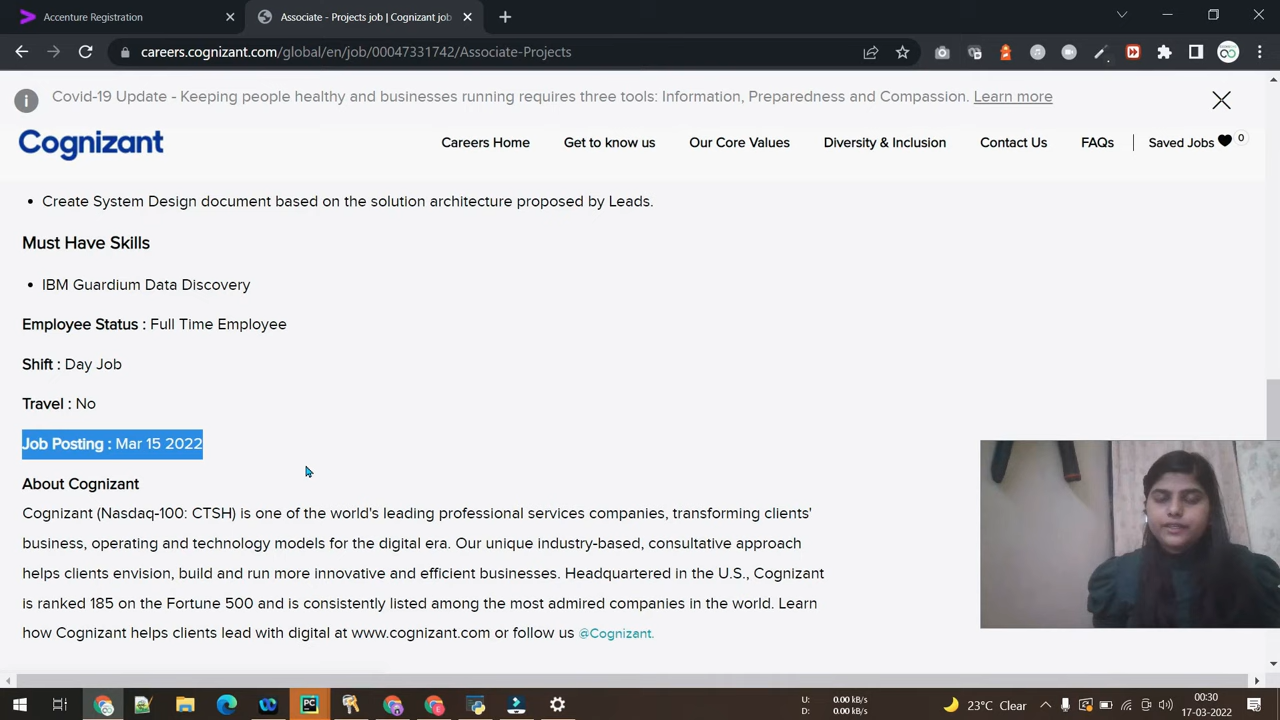 Accenture Registration
Associate - Projects job | Cognizant job
careers.cognizant.com/global/en/job/00047331742/Associate-Projects
Covid-19 Update - Keeping people healthy and businesses running requires three tools: Information, Preparedness and Compassion. Learn more
Cognizant
Careers Home
Get to know us
Our Core Values
Diversity & Inclusion
Contact Us
FAQs
Saved Jobs 0
• Create System Design document based on the solution architecture proposed by Leads.
Must Have Skills
• IBM Guardium Data Discovery
Employee Status : Full Time Employee
Shift : Day Job
Travel : No
Job Posting : Mar 15 2022
About Cognizant
Cognizant (Nasdaq-100: CTSH) is one of the world's leading professional services companies, transforming clients'
business, operating and technology models for the digital era. Our unique industry-based, consultative approach
helps clients envision, build and run more innovative and efficient businesses. Headquartered in the U.S., Cognizant
is ranked 185 on the Fortune 500 and is consistently listed among the most admired companies in the world. Learn
how Cognizant helps clients lead with digital at www.cognizant.com or follow us @Cognizant.
PC
U: 0.00 kB/s
D: 0.00 kB/s
23°C Clear
00:30
17-03-2022